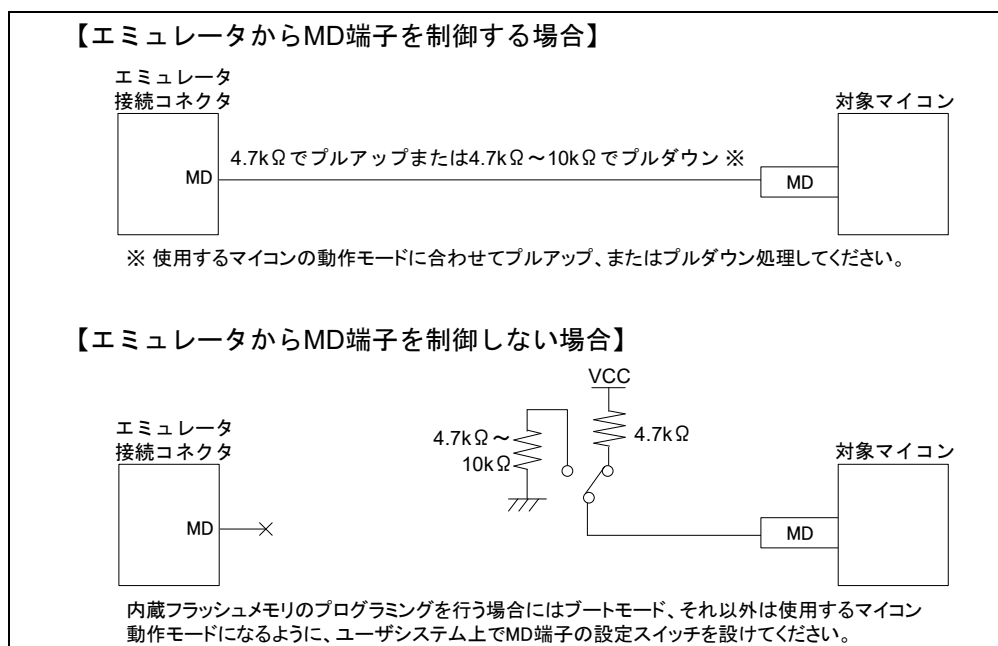 【エミュレータからMD端子を制御する場合】
エミュレータ
接続コネクタ
対象マイコン
4.7kΩでプルアップまたは4.7kΩ～10kΩでプルダウン ※
MD
MD
※ 使用するマイコンの動作モードに合わせてプルアップ、またはプルダウン処理してください。
【エミュレータからMD端子を制御しない場合】
VCC
エミュレータ
接続コネクタ
4.7kΩ～
10kΩ
4.7kΩ
対象マイコン
MD
MD
内蔵フラッシュメモリのプログラミングを行う場合にはブートモード、それ以外は使用するマイコン
動作モードになるように、ユーザシステム上でMD端子の設定スイッチを設けてください。